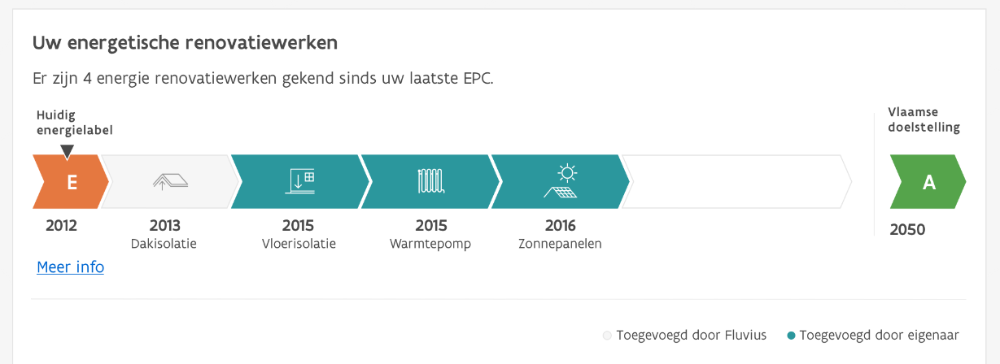 Uw energetische renovatiewerken
Er zijn 4 energie renovatiewerken gekend sinds uw laatste EPC.
Huidig
energielabel
Vlaamse
doelstelling
E
A
2012
2013
Dakisolatie
2015
Vloerisolatie
2015
Warmtepomp
2016
Zonnepanelen
2050
Meer info
Toegevoegd door Fluvius
Toegevoegd door eigenaar